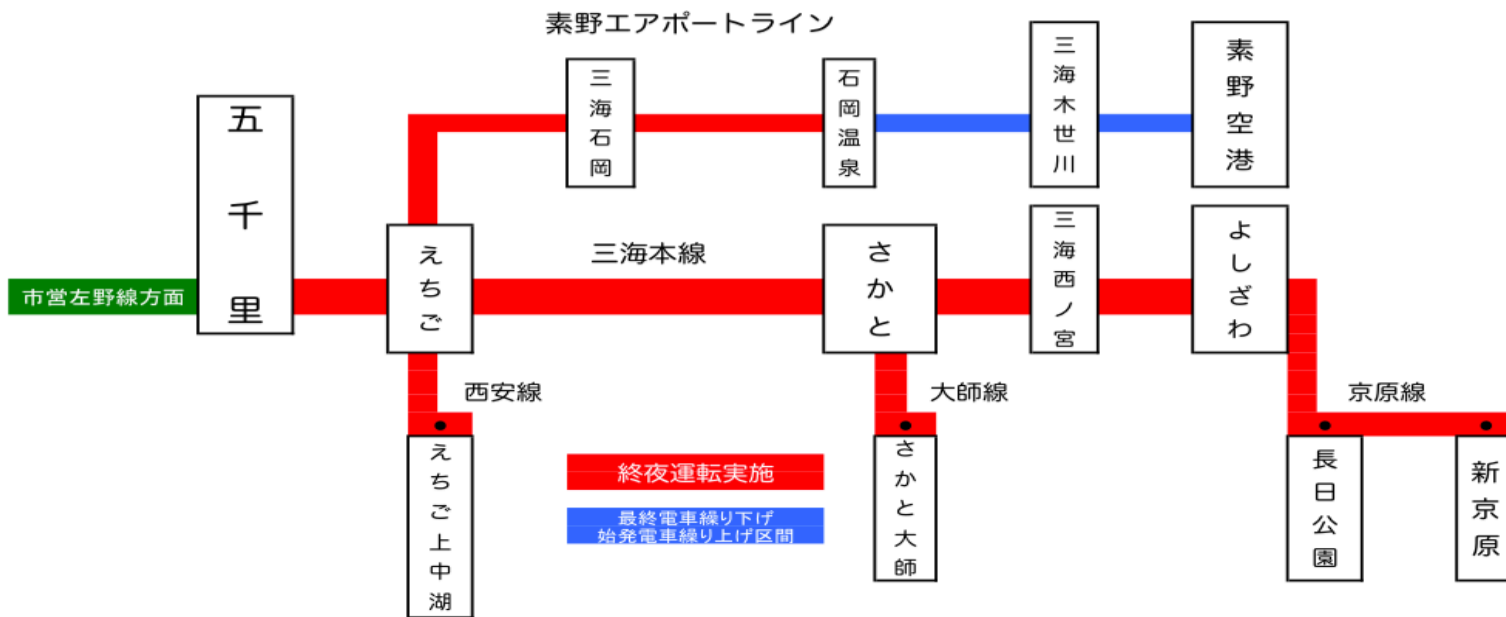 素野エアポートライン
五千里
三海石岡
石岡温泉
三海木世川
素野空港
市営左野線方面
えちご
三海本線
さかと
三海西ノ宮
よしざわ
西安線
大師線
京原線
えちご上中湖
終夜運転実施
最終電車繰り下げ
始発電車繰り上げ区間
さかと大師
長日公園
新京原